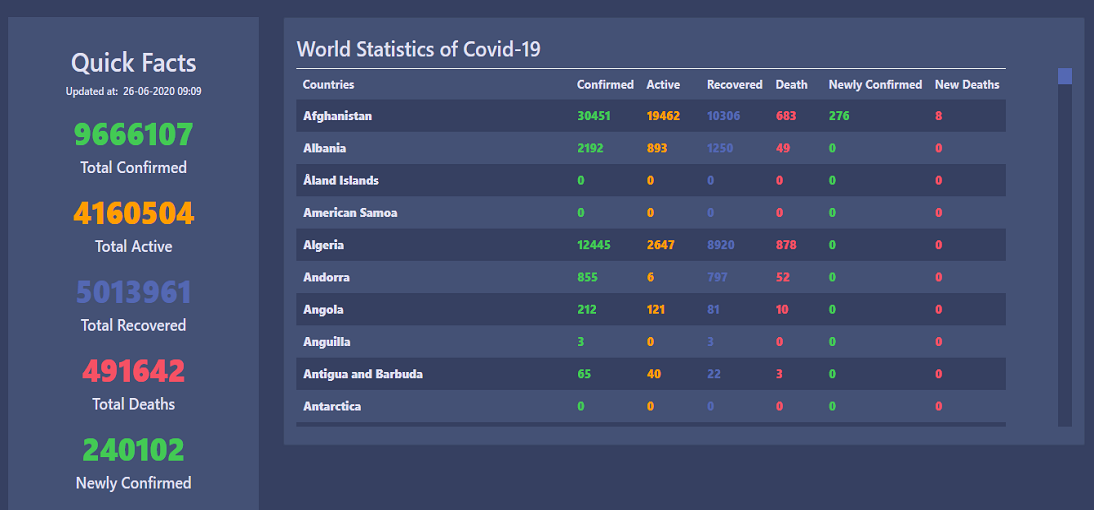 Quick Facts
Updated at: 26-06-2020 09:09
9666107
Total Confirmed
4160504
Total Active
5013961
Total Recovered
491642
Total Deaths
240102
Newly Confirmed
World Statistics of Covid-19
Countries Confirmed Active Recovered Death Newly Confirmed New Deaths
Afghanistan 30451 19462 10306 683 276 8
Albania 2192 893 1250 49 0 0
Åland Islands 0 0 0 0 0 0
American Samoa 0 0 0 0 0 0
Algeria 12445 2647 8920 878 0 0
Andorra 855 6 797 52 0 0
Angola 212 121 81 10 0 0
Anguilla 3 0 3 0 0 0
Antigua and Barbuda 65 40 22 3 0 0
Antarctica 0 0 0 0 0 0